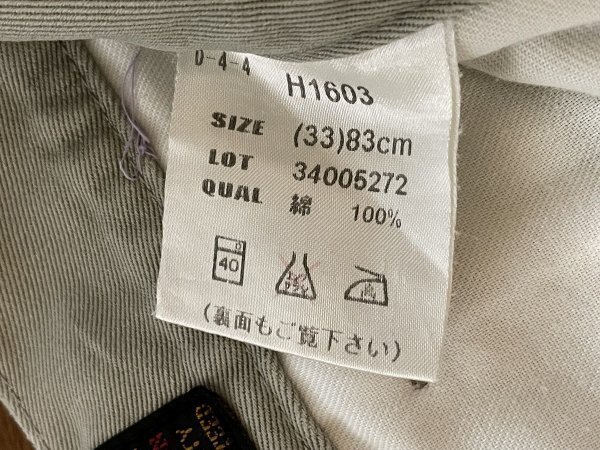 D-4-4
H1603
SIZE (33)83cm
LOT 34005272
QUAL 綿 100%
40
高
(裏面もご覧下さい)